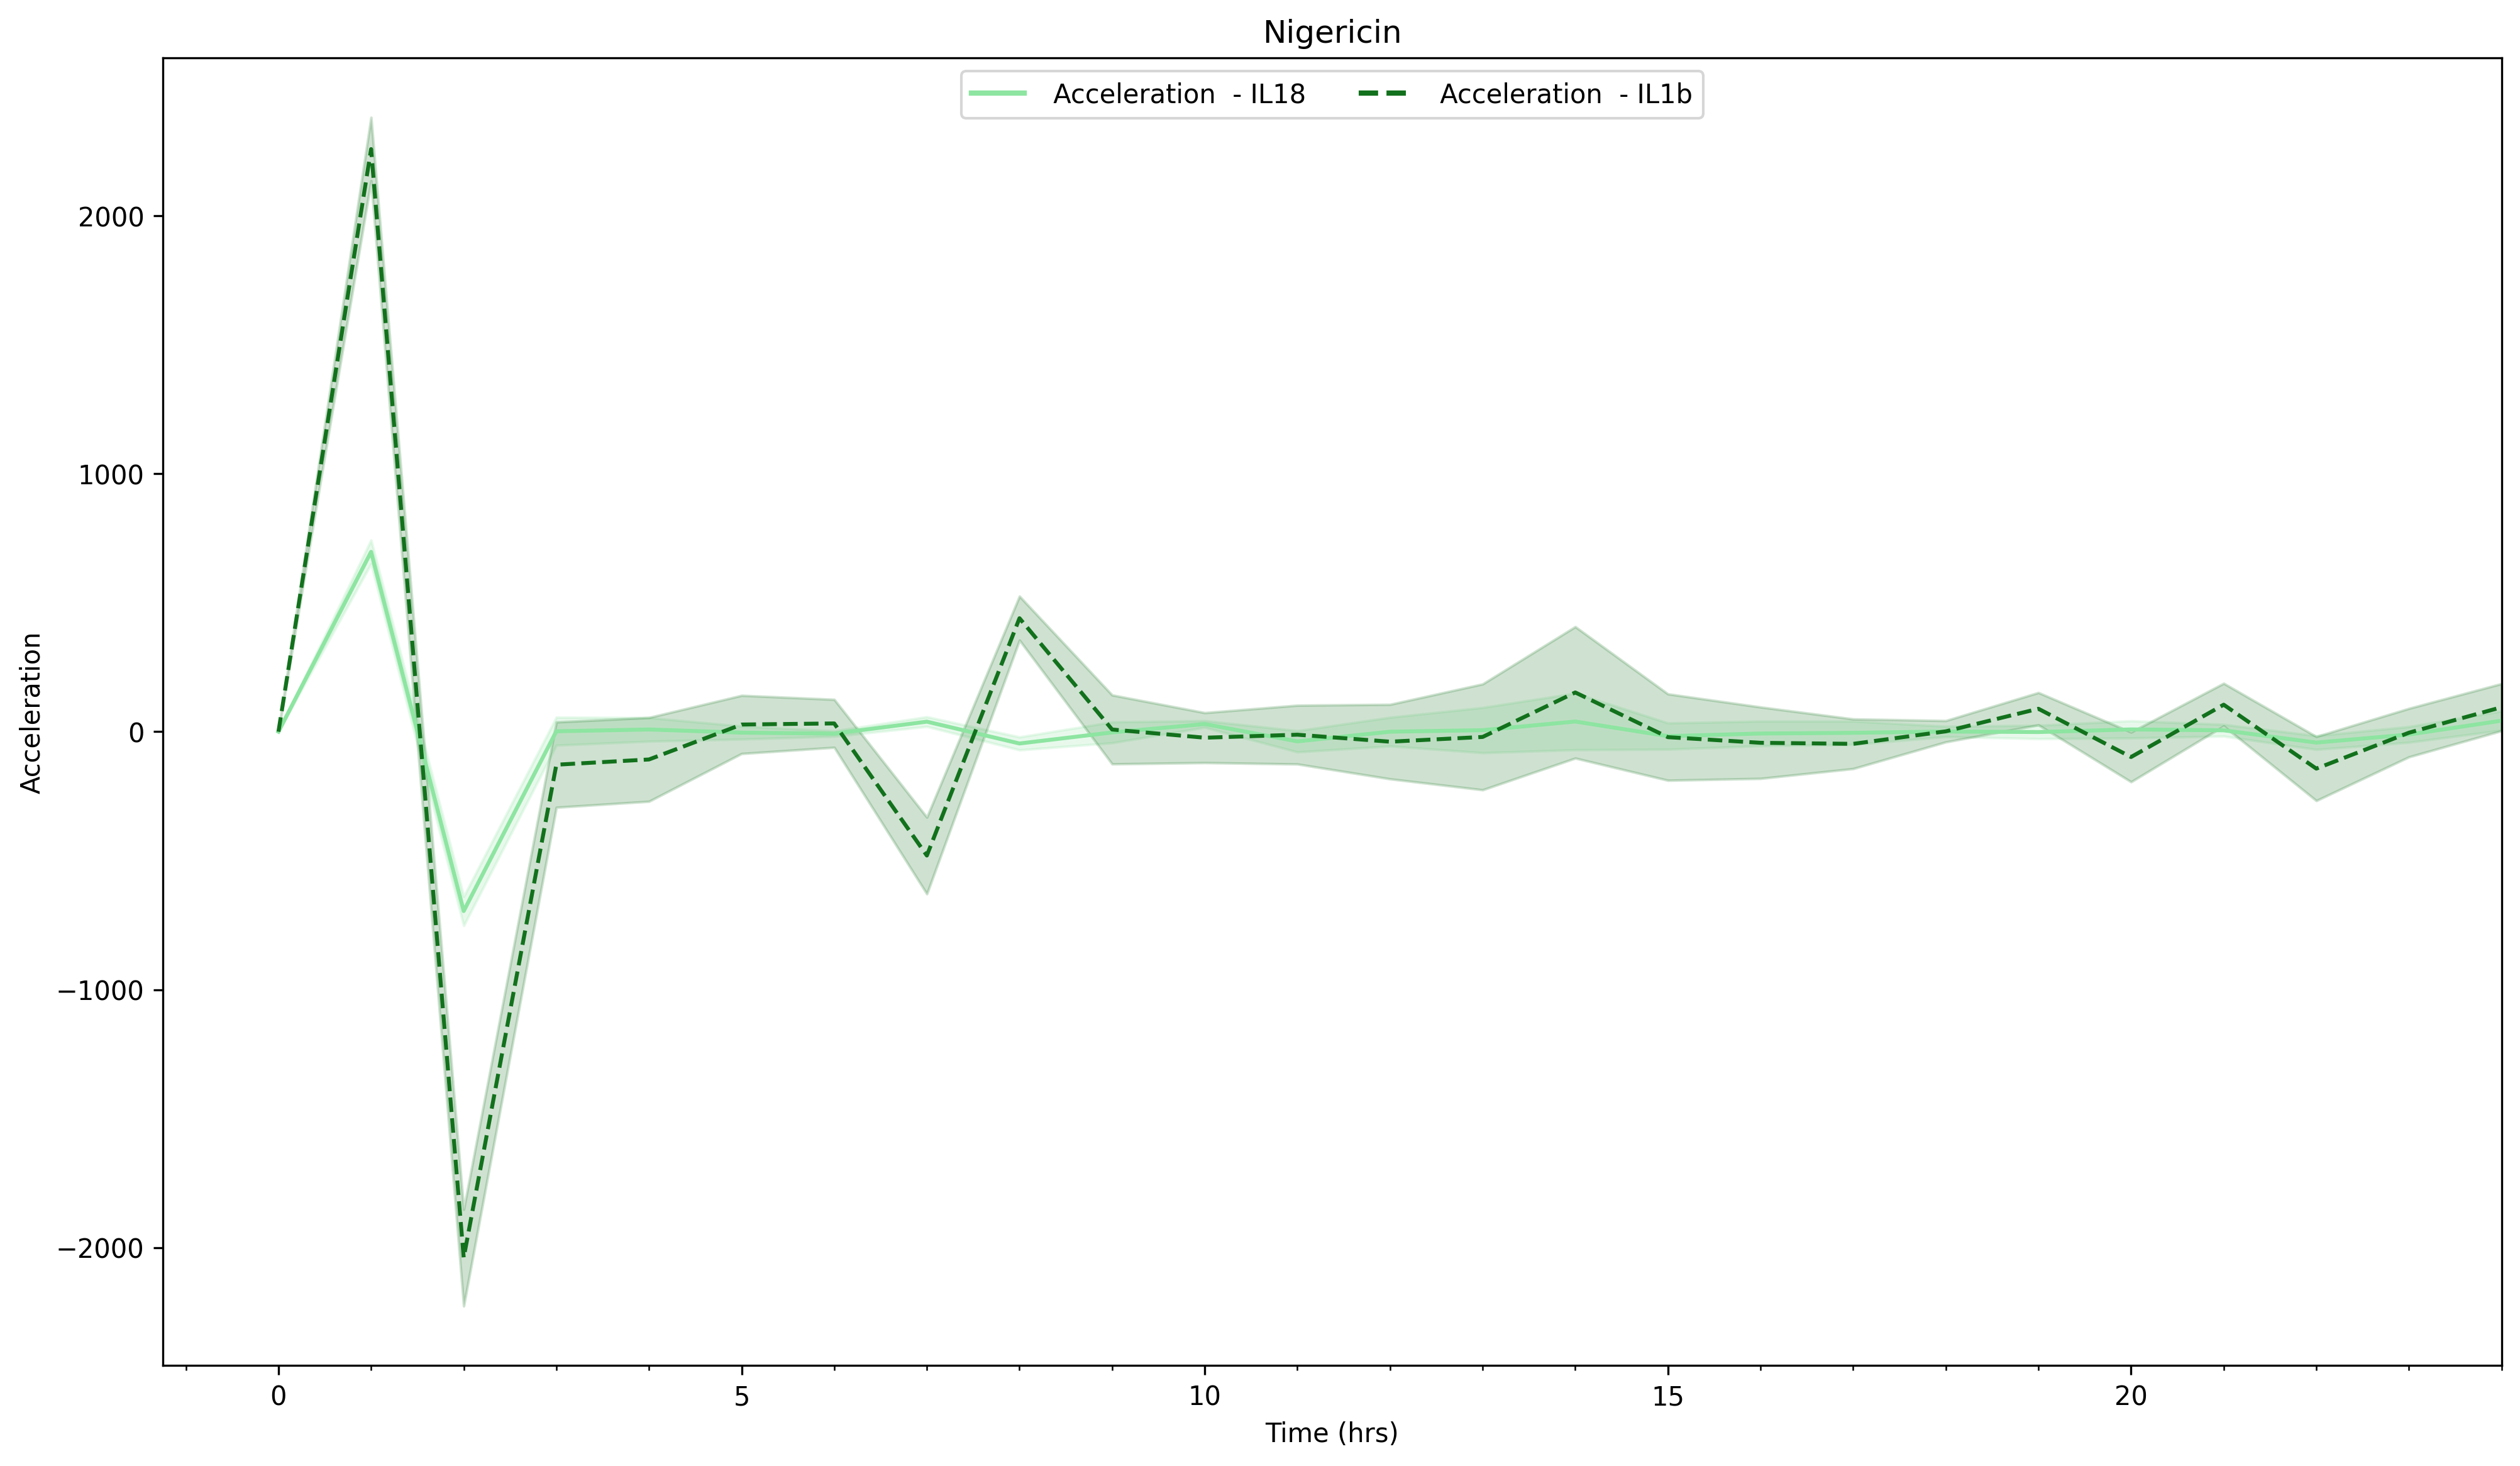 Nigericin
Acceleration  - IL18
Acceleration  - IL1b
Acceleration
2000
1000
0
−1000
−2000
0
5
10
15
20
Time (hrs)